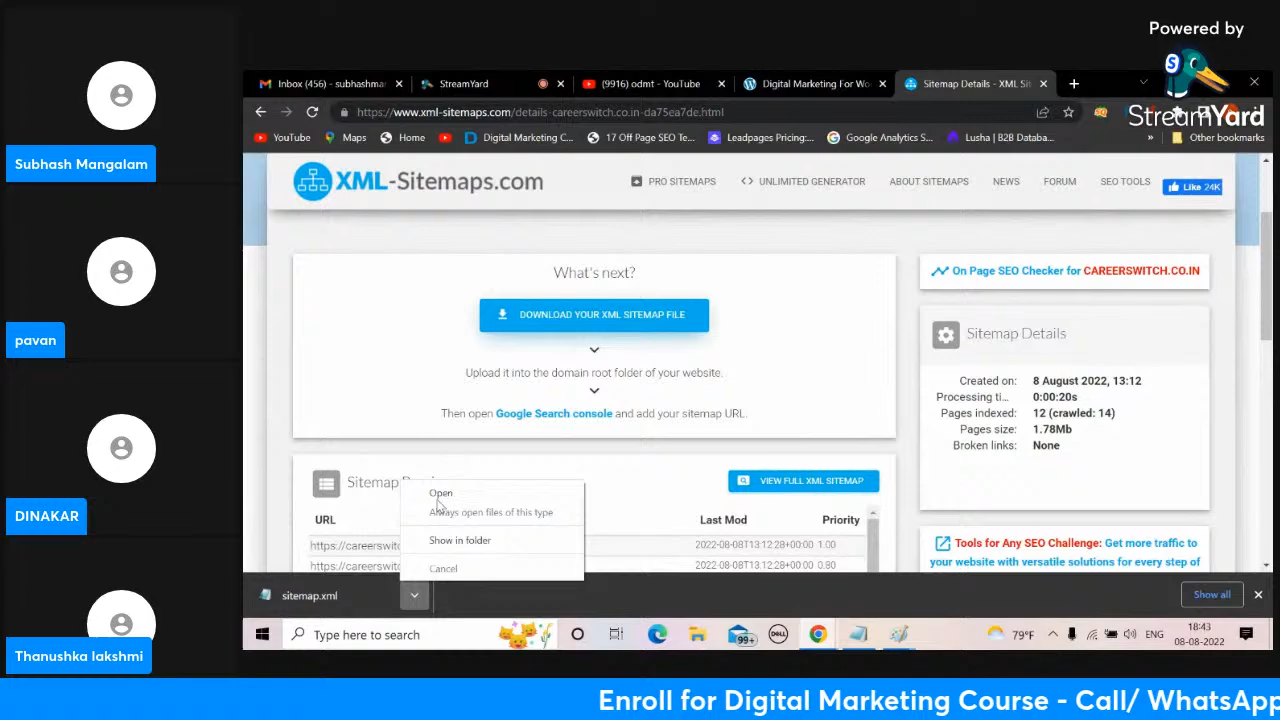 Powered by
StreamYard
Subhash Mangalam
pavan
DINAKAR
Thanushka lakshmi
Inbox (456) - subhashma
StreamYard
(9916) odmt - YouTube
Digital Marketing For Wo
Sitemap Details - XML Sit
https://www.xml-sitemaps.com/details-careerswitch.co.in-da75ea7de.html
YouTube
Maps
Home
Digital Marketing C...
17 Off Page SEO Te...
Leadpages Pricing:...
Google Analytics S...
Lusha | B2B Databa...
»
Other bookmarks
XML-Sitemaps.com
PRO SITEMAPS
UNLIMITED GENERATOR
ABOUT SITEMAPS
NEWS
FORUM
SEO TOOLS
Like 24K
What's next?
DOWNLOAD YOUR XML SITEMAP FILE
Upload it into the domain root folder of your website.
Then open Google Search console and add your sitemap URL.
On Page SEO Checker for CAREERSWITCH.CO.IN
Sitemap Details
Created on: 8 August 2022, 13:12
Processing ti... 0:00:20s
Pages indexed: 12 (crawled: 14)
Pages size: 1.78Mb
Broken links: None
Sitemap
VIEW FULL XML SITEMAP
URL
Last Mod
Priority
https://careerswitc
2022-08-08T13:12:28+00:00 1.00
https://careerswitc
2022-08-08T13:12:28+00:00 0.80
Open
Always open files of this type
Show in folder
Cancel
Tools for Any SEO Challenge: Get more traffic to
your website with versatile solutions for every step of
sitemap.xml
Show all
Type here to search
99+
DELL
79°F
ENG
18:43
08-08-2022
Enroll for Digital Marketing Course - Call/ WhatsApp